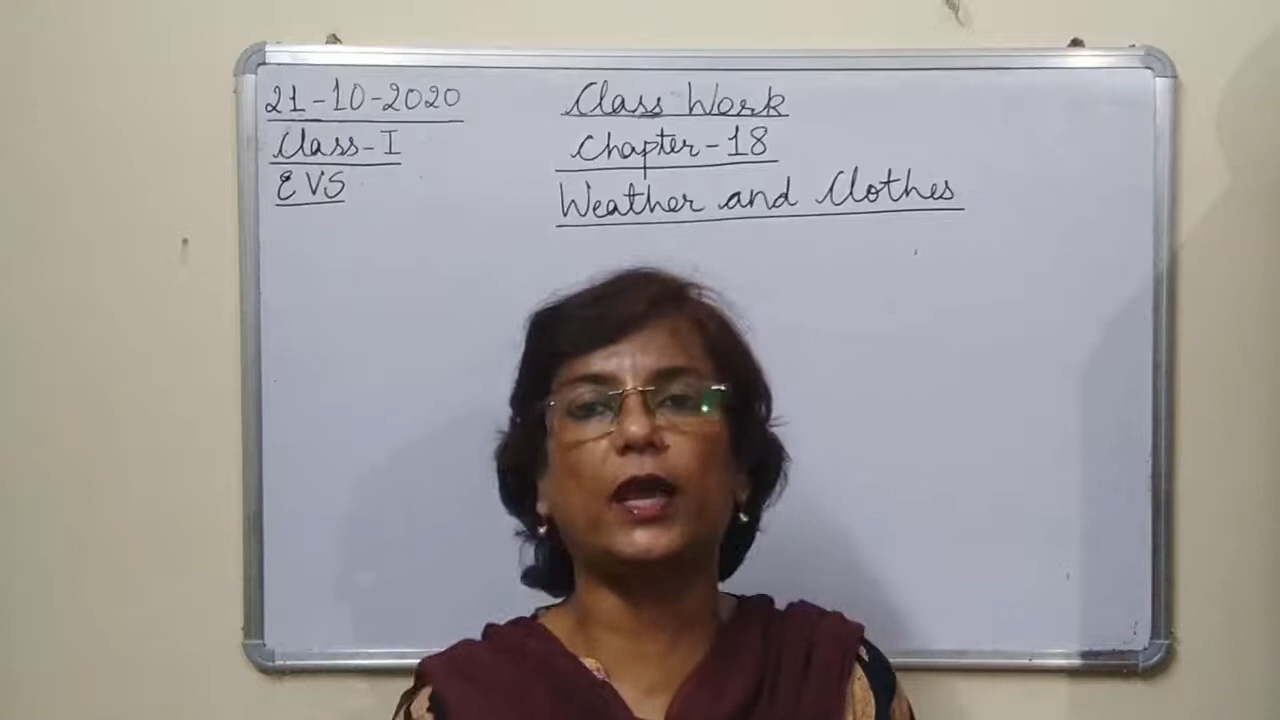 21-10-2020
Class-I
EVS
Class Work
Chapter-18
Weather and Clothes